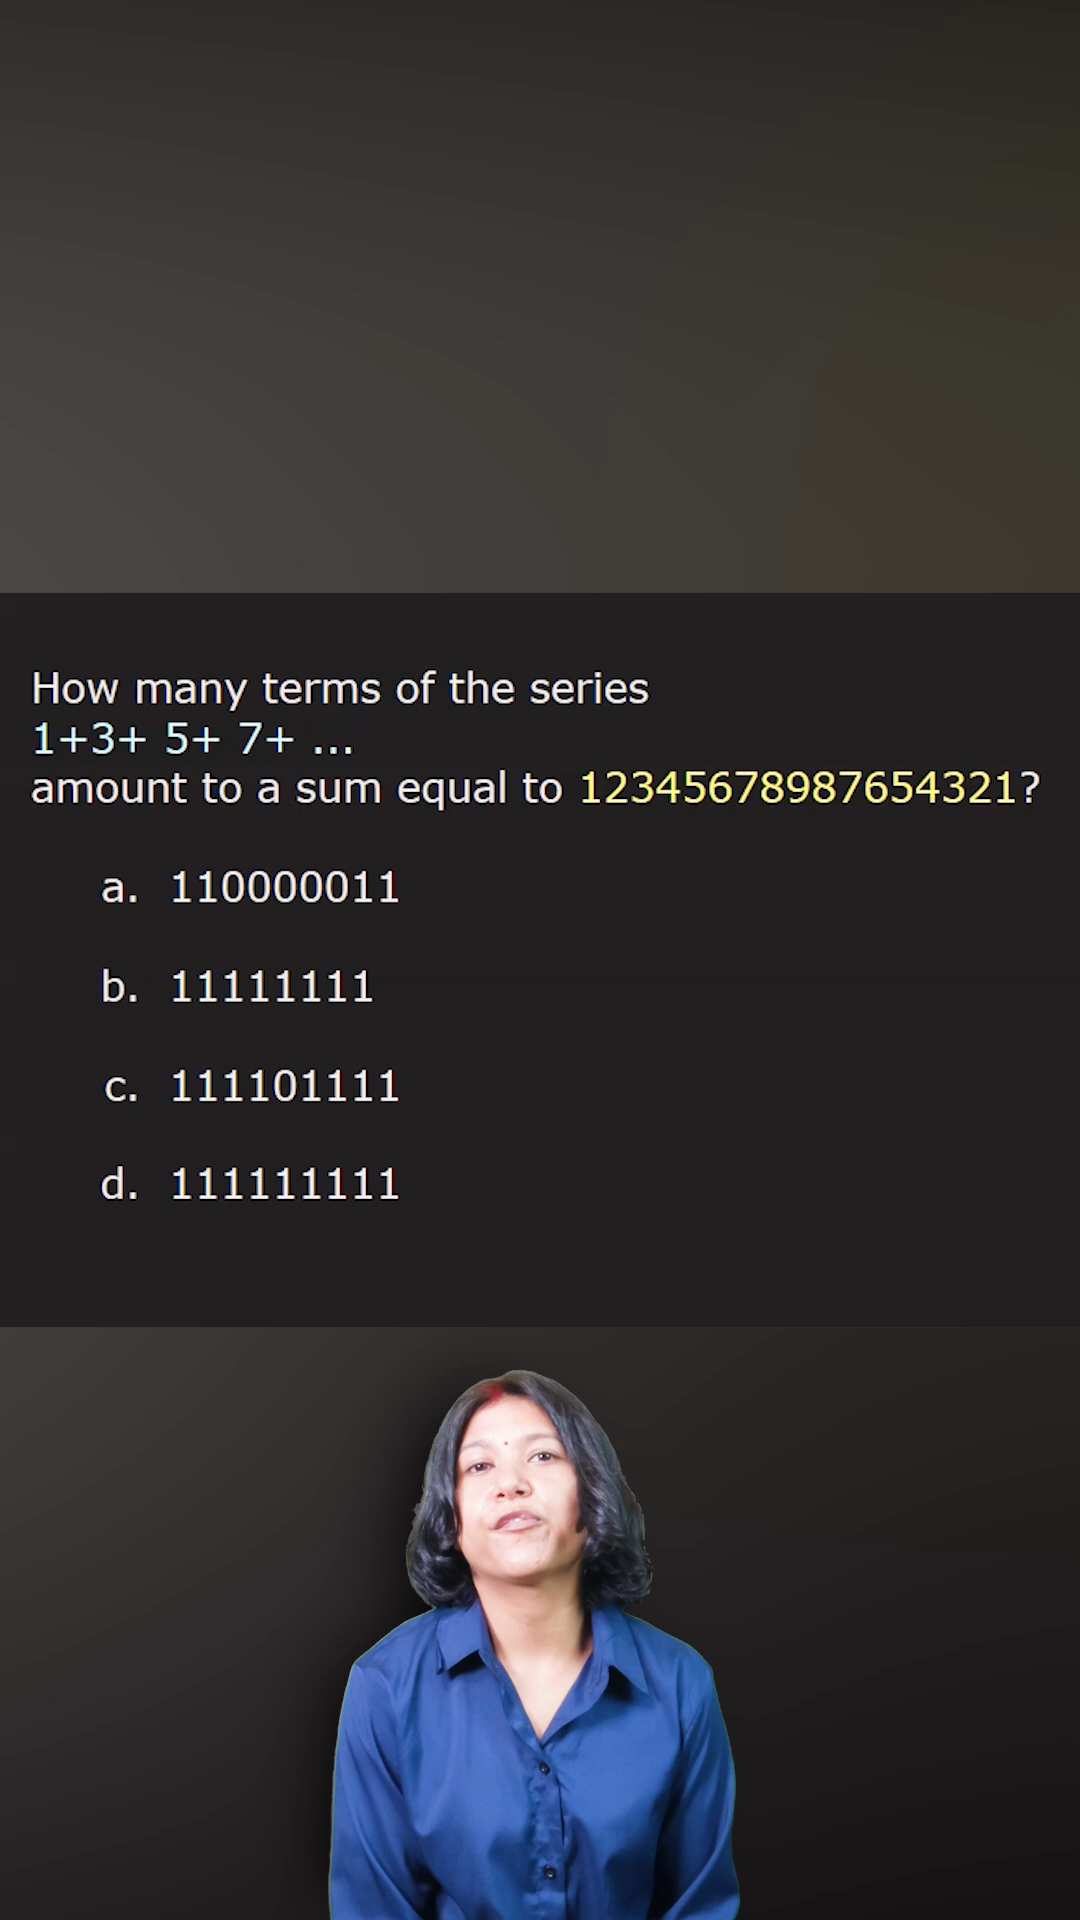 How many terms of the series
1+3+ 5+ 7+ ...
amount to a sum equal to 12345678987654321?
a. 110000011
b. 11111111
c. 111101111
d. 111111111